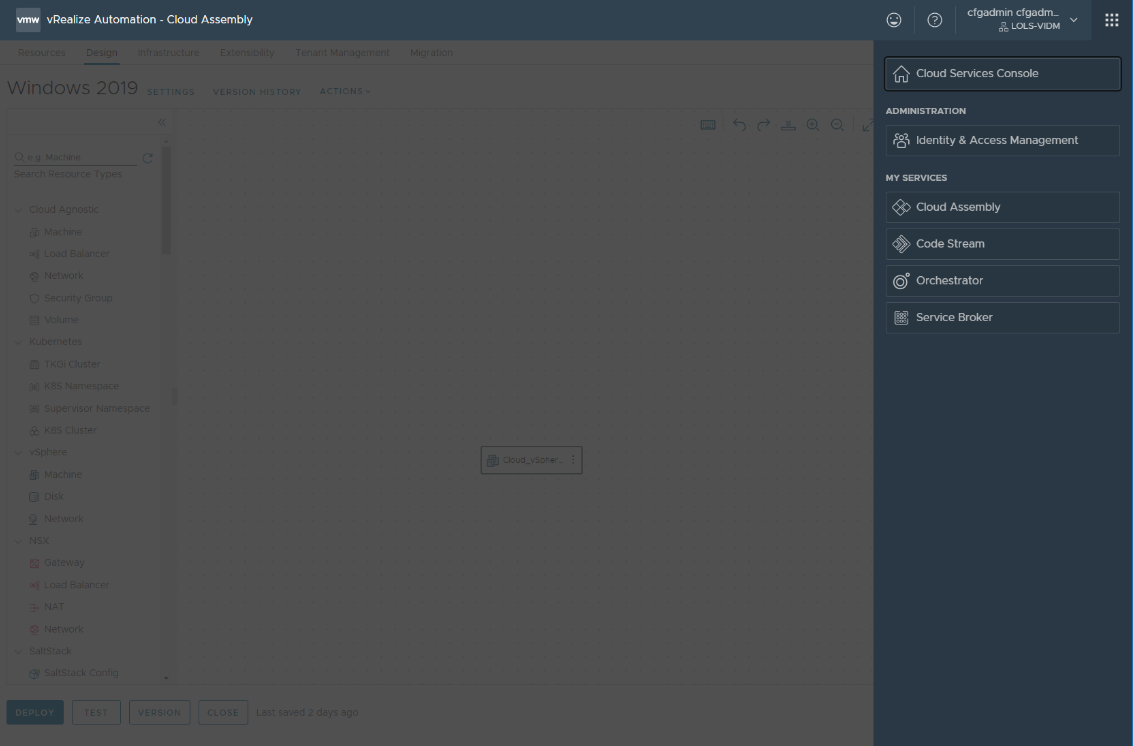 vmw vRealize Automation - Cloud Assembly
cfgadmin cfgadm...
LOLS-VIDM
Resources Design Infrastructure Extensibility Tenant Management Migration
Windows 2019 SETTINGS VERSION HISTORY ACTIONS
e.g. Machine
Search Resource Types
Cloud Agnostic
Machine
Load Balancer
Network
Security Group
Volume
Kubernetes
TKGI Cluster
K8S Namespace
Supervisor Namespace
K8S Cluster
vSphere
Machine
Disk
Network
NSX
Gateway
Load Balancer
NAT
Network
SaltStack
SaltStack Config
Cloud_vSpher...
DEPLOY TEST VERSION CLOSE Last saved 2 days ago
Cloud Services Console
ADMINISTRATION
Identity & Access Management
MY SERVICES
Cloud Assembly
Code Stream
Orchestrator
Service Broker